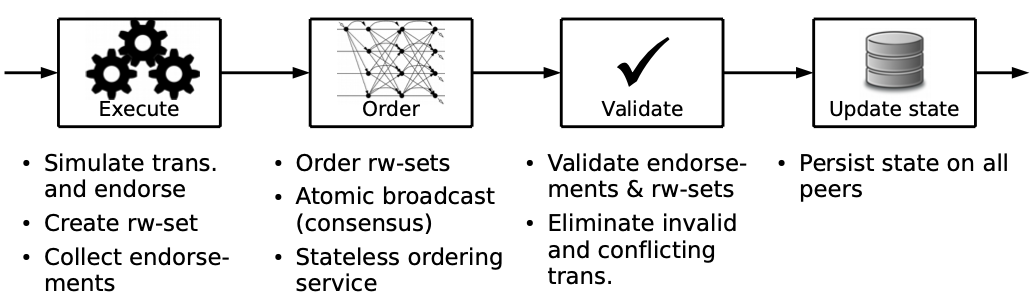 Execute
Order
Validate
Update state
• Simulate trans.
and endorse
• Create rw-set
• Collect endorse-
ments
• Order rw-sets
• Atomic broadcast
(consensus)
• Stateless ordering
service
• Validate endorse-
ments & rw-sets
• Eliminate invalid
and conflicting
trans.
• Persist state on all
peers